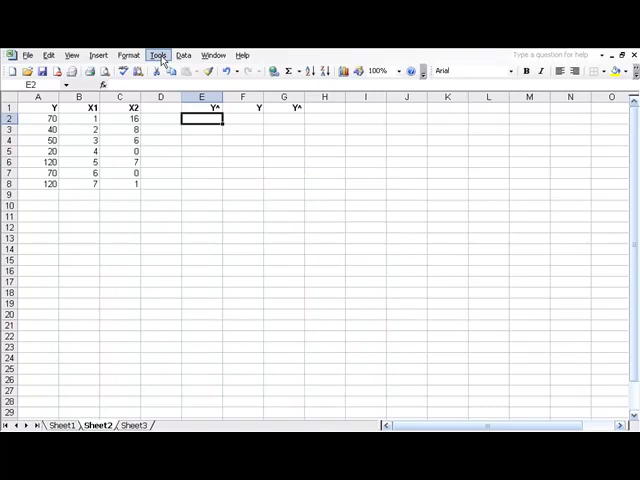 File Edit View Insert Format Tools Data Window Help Type a question for help
100% Arial B I
E2 fx
A B C D E F G H I J K L M N O
1 Y X1 X2 Y^ Y Y^
2 70 1 16
3 40 2 8
4 50 3 6
5 20 4 0
6 120 5 7
7 70 6 0
8 120 7 1
9
10
11
12
13
14
15
16
17
18
19
20
21
22
23
24
25
26
27
28
29
Sheet1 Sheet2 Sheet3